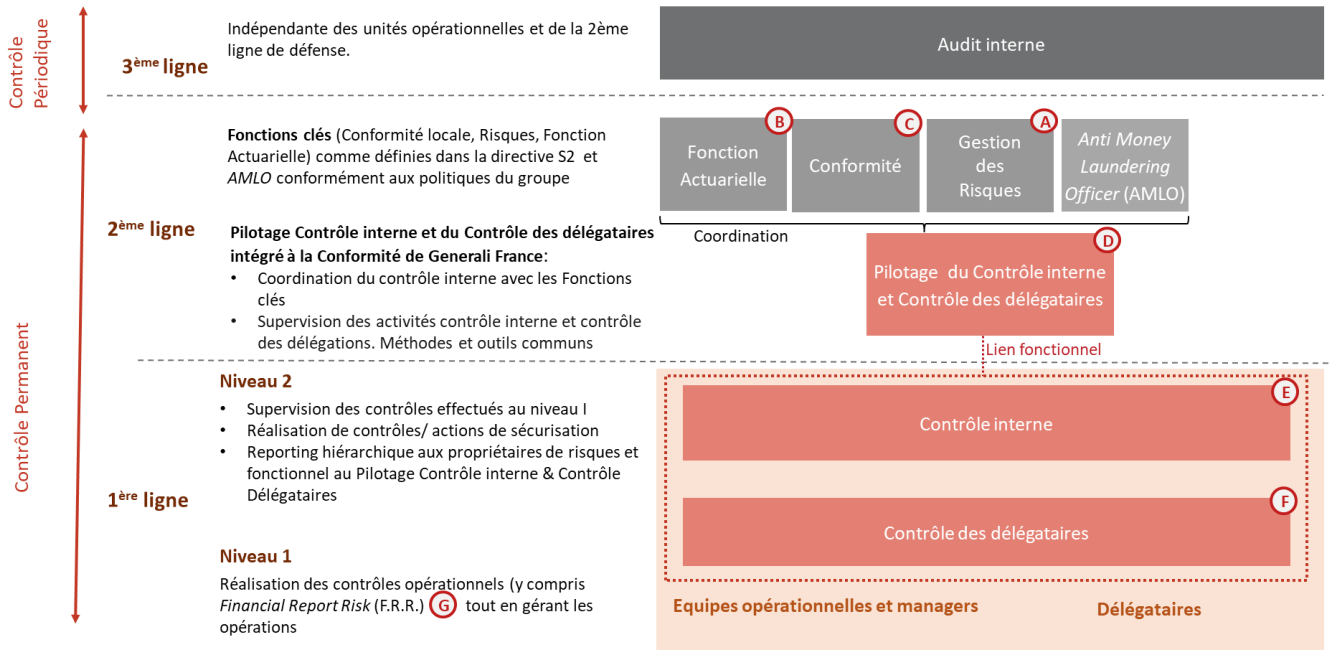 Contrôle
Périodique
3ème ligne
Indépendante des unités opérationnelles et de la 2ème
ligne de défense.
Audit interne
Contrôle Permanent
2ème ligne
Fonctions clés (Conformité locale, Risques, Fonction
Actuarielle) comme définies dans la directive S2 et
AMLO conformément aux politiques du groupe
B
Fonction
Actuarielle
C
Conformité
A
Gestion
des
Risques
Anti Money
Laundering
Officer (AMLO)
Coordination
Pilotage Contrôle interne et du Contrôle des délégataires
intégré à la Conformité de Generali France:
• Coordination du contrôle interne avec les Fonctions
clés
• Supervision des activités contrôle interne et contrôle
des délégations. Méthodes et outils communs
D
Pilotage du Contrôle interne
et Contrôle des délégataires
Lien fonctionnel
1ère ligne
Niveau 2
• Supervision des contrôles effectués au niveau I
• Réalisation de contrôles/ actions de sécurisation
• Reporting hiérarchique aux propriétaires de risques et
fonctionnel au Pilotage Contrôle interne & Contrôle
Délégataires
E
Contrôle interne
F
Contrôle des délégataires
Niveau 1
Réalisation des contrôles opérationnels (y compris
Financial Report Risk (F.R.R.) G tout en gérant les
opérations
Equipes opérationnelles et managers
Délégataires